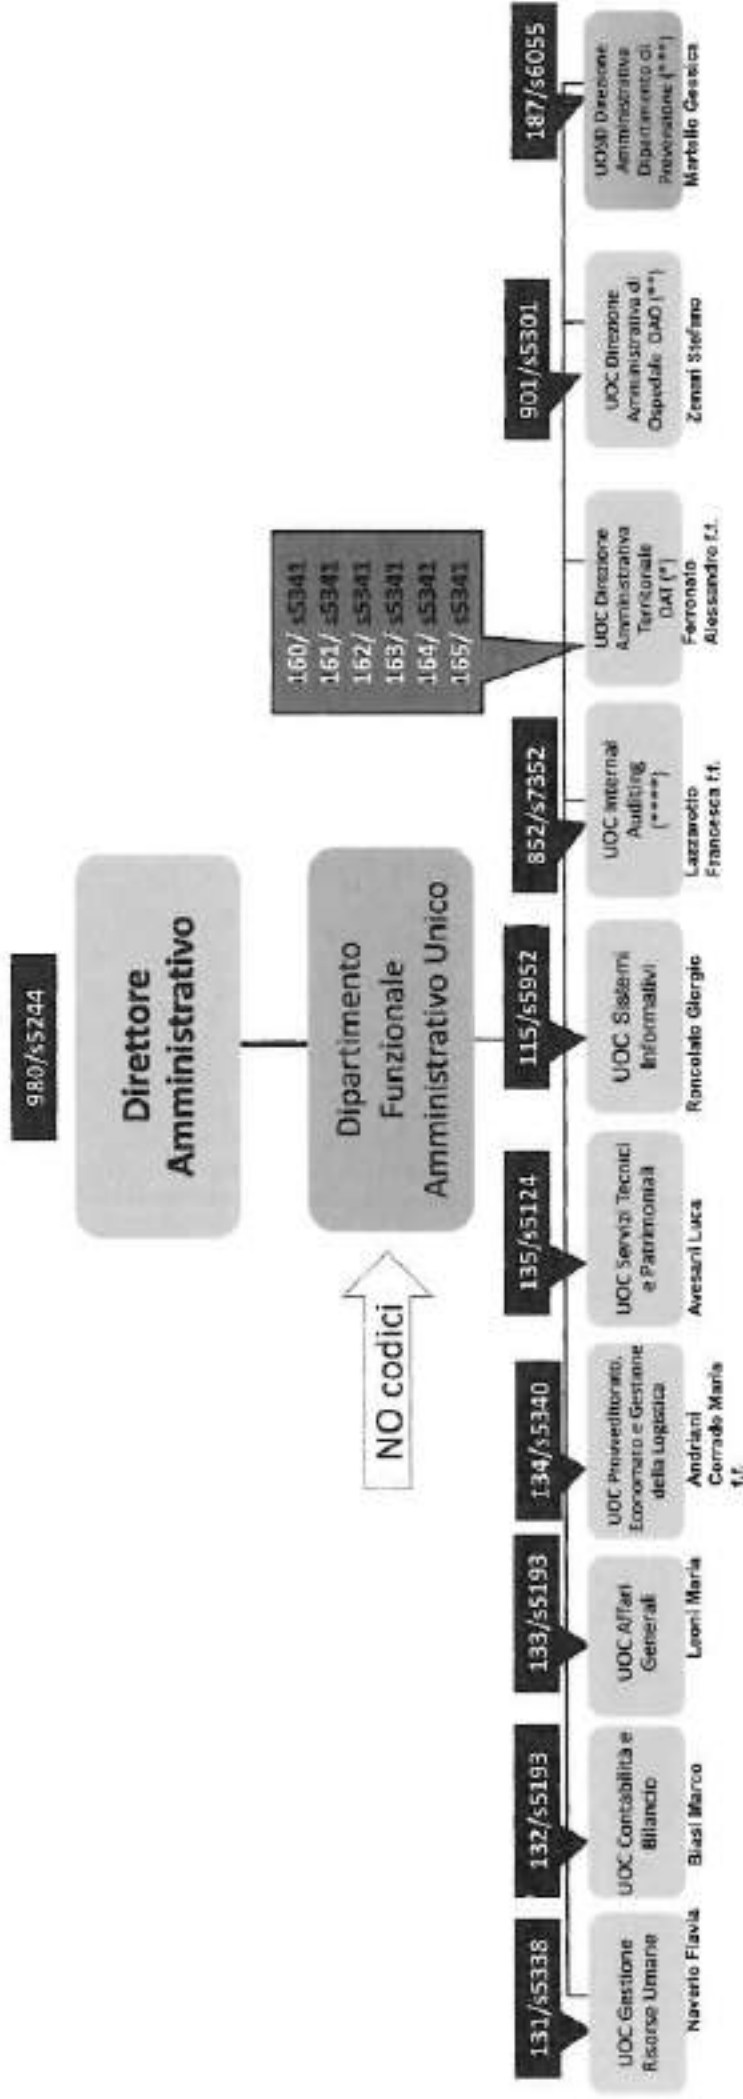 980/s5244
Direttore
Amministrativo
Dipartimento
Funzionale
Amministrativo Unico
NO codici
131/s5338
UOC Gestione
Risorse Umane
Naverio Flavia
132/s5193
UOC Contabilità e
Bilancio
Biasi Marco
133/s5193
UOC Affari
Generali
Leoni Maria
134/s5340
UOC Provveditorato,
Economato e Gestione
della Logistica
Andriani
Corrado Maria
f.f.
135/s5124
UOC Servizi Tecnici
e Patrimoniali
Avesani Luca
115/s5952
UOC Sistemi
Informativi
Roncolato Giorgio
852/s7352
UOC Internal
Auditing
(****)
Lazzarotto
Francesca f.f.
160/ s5341
161/ s5341
162/ s5341
163/ s5341
164/ s5341
165/ s5341
UOC Direzione
Amministrativa
Territoriale
DAT (*)
Ferronato
Alessandro f.f.
901/s5301
UOC Direzione
Amministrativa di
Ospedale DAO (**)
Zenari Stefano
187/s6055
UOSD Direzione
Amministrativa
Dipartimento di
Prevenzione (***)
Martello Gessica